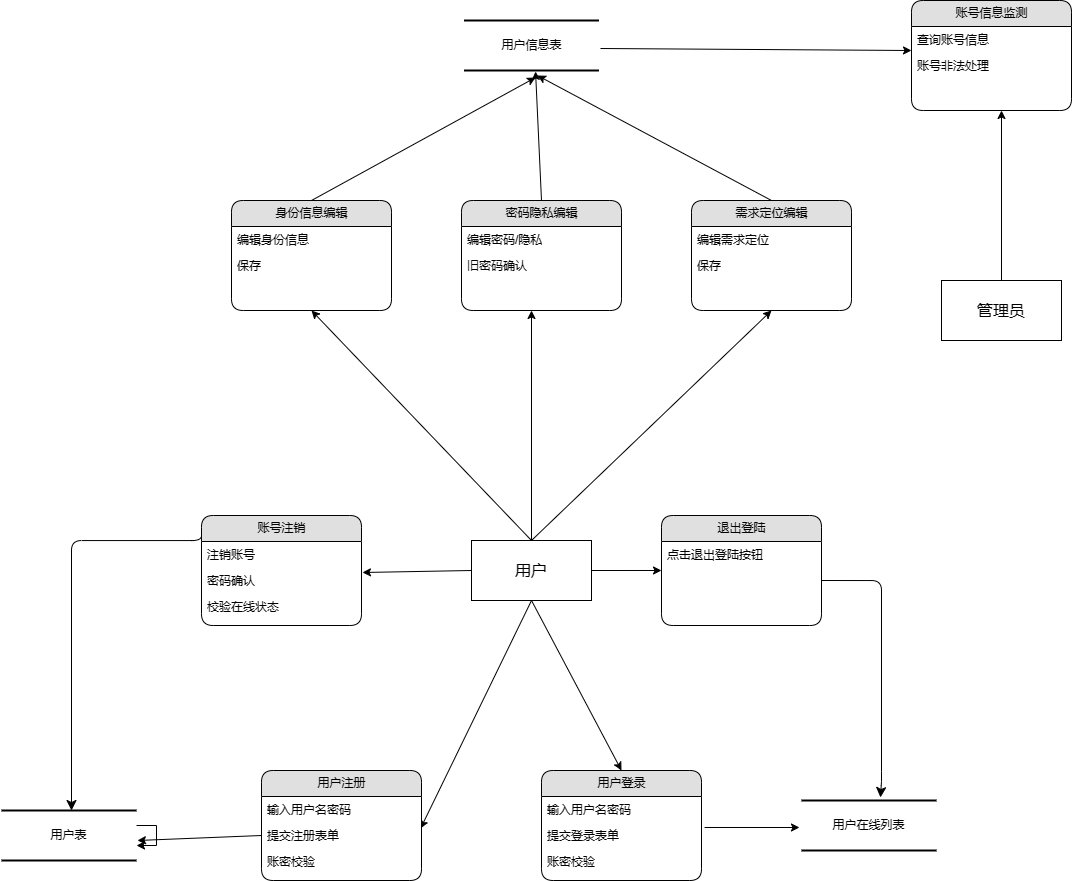 用户信息表
账号信息监测
查询账号信息
账号非法处理
身份信息编辑
编辑身份信息
保存
密码隐私编辑
编辑密码/隐私
旧密码确认
需求定位编辑
编辑需求定位
保存
管理员
账号注销
注销账号
密码确认
校验在线状态
用户
退出登陆
点击退出登陆按钮
用户表
用户注册
输入用户名密码
提交注册表单
账密校验
用户登录
输入用户名密码
提交登录表单
账密校验
用户在线列表